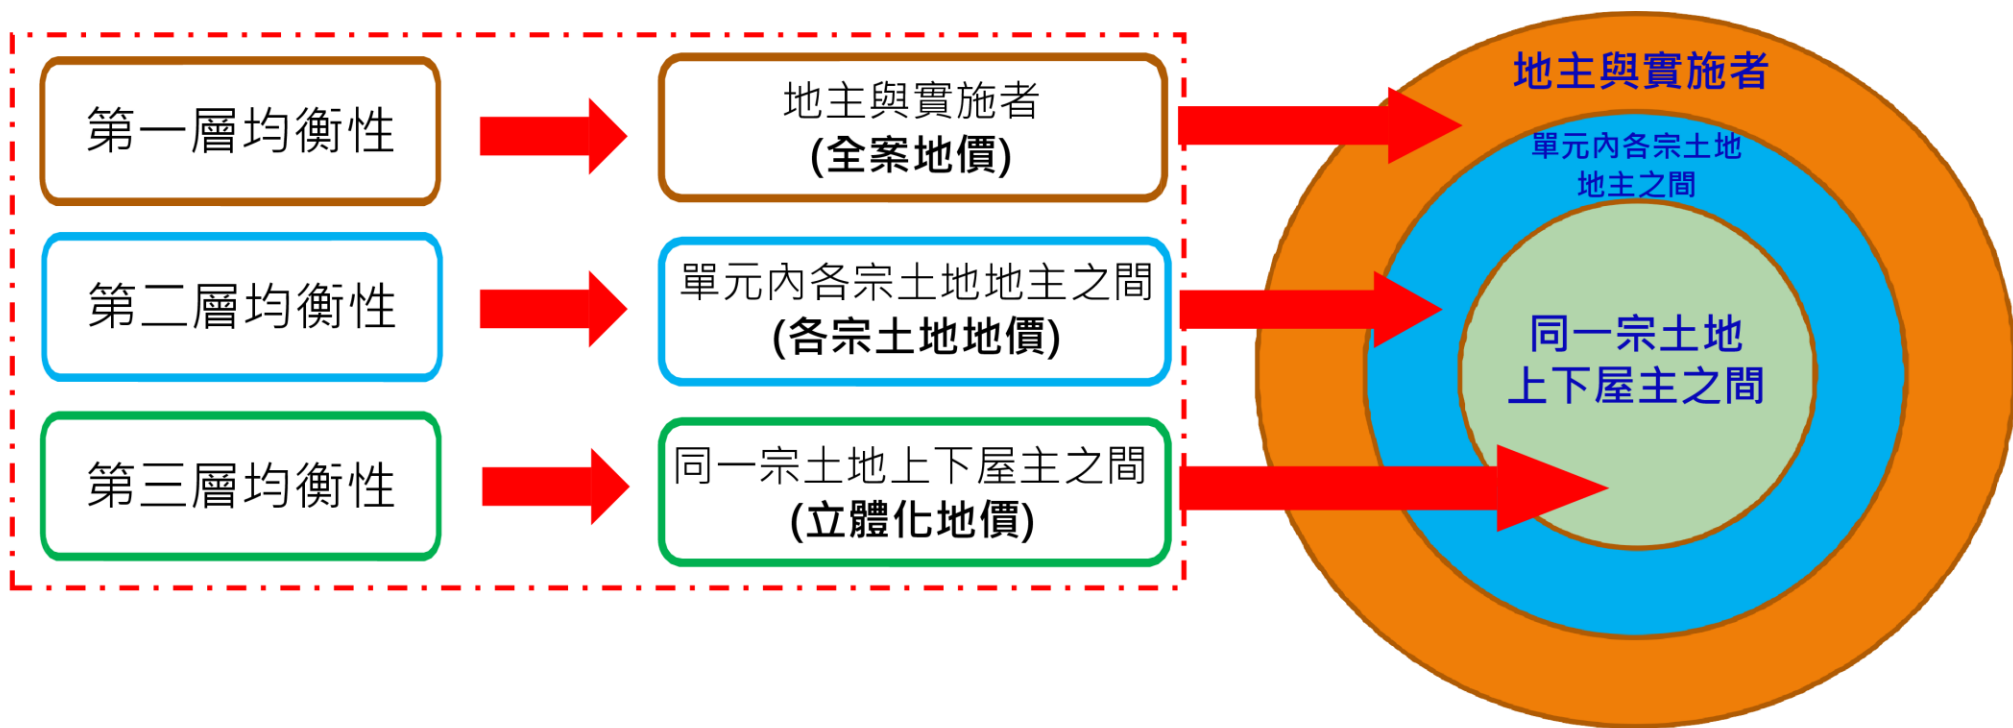 第一層均衡性
地主與實施者
(全案地價)
第二層均衡性
單元內各宗土地地主之間
(各宗土地地價)
第三層均衡性
同一宗土地上下屋主之間
(立體化地價)
地主與實施者
單元內各宗土地
地主之間
同一宗土地
上下屋主之間